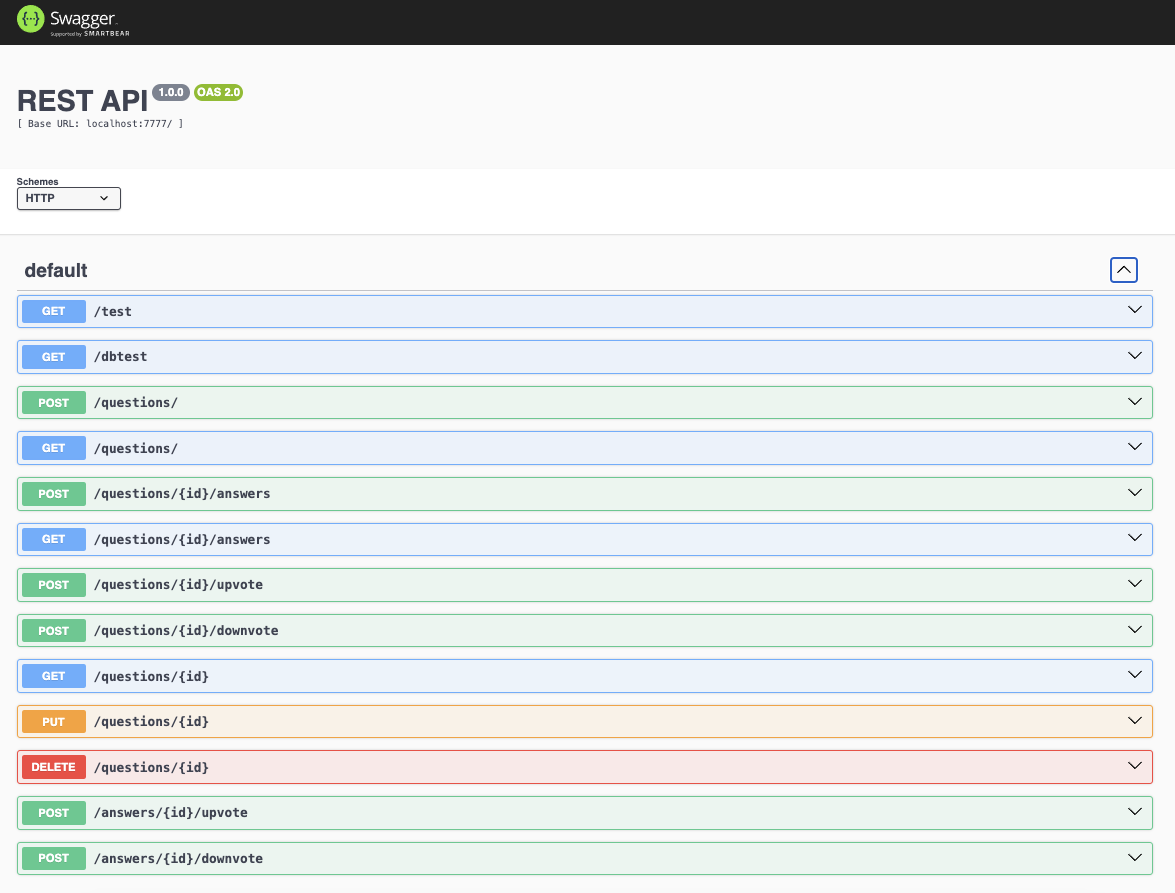 {···} Swagger.
Supported by SMARTBEAR
REST API 1.0.0 OAS 2.0
[ Base URL: localhost:7777/ ]
Schemes
HTTP
default
GET /test
GET /dbtest
POST /questions/
GET /questions/
POST /questions/{id}/answers
GET /questions/{id}/answers
POST /questions/{id}/upvote
POST /questions/{id}/downvote
GET /questions/{id}
PUT /questions/{id}
DELETE /questions/{id}
POST /answers/{id}/upvote
POST /answers/{id}/downvote